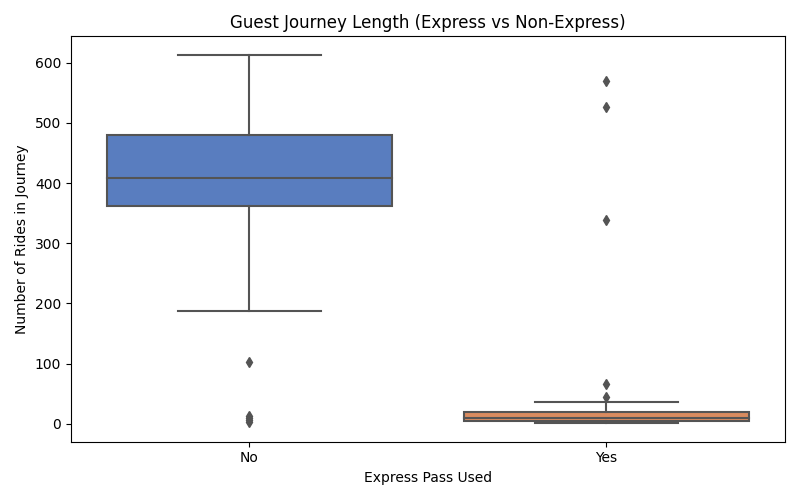 Guest Journey Length (Express vs Non-Express)
Number of Rides in Journey
600
500
400
300
200
100
0
No
Yes
Express Pass Used